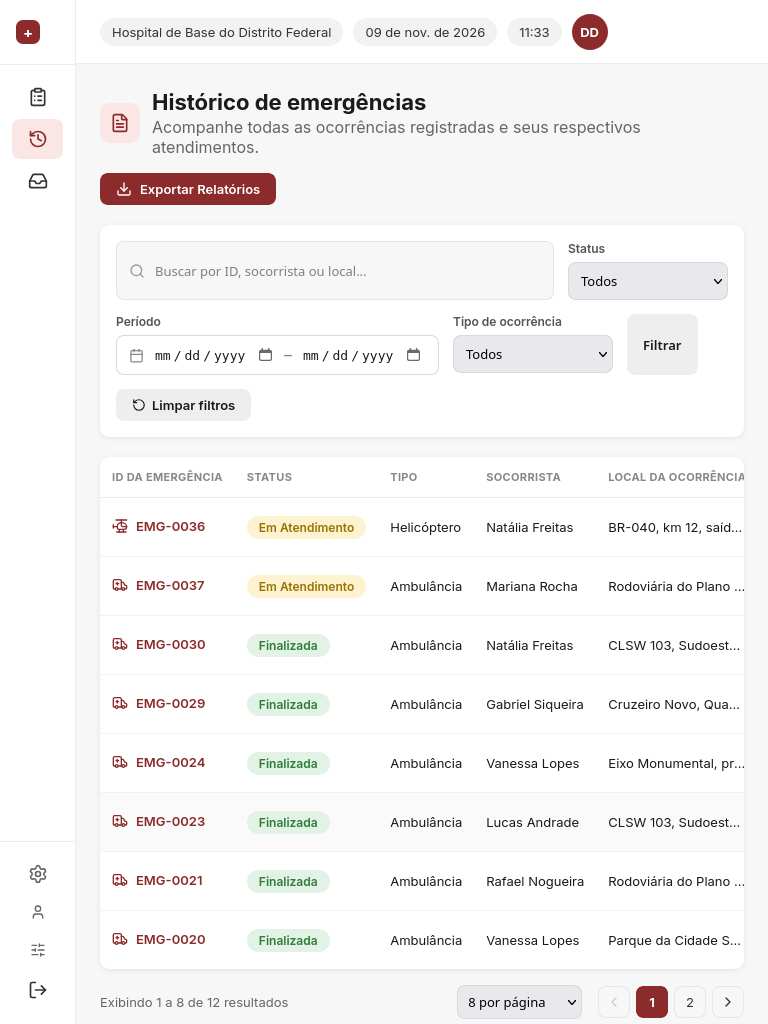 +
Hospital de Base do Distrito Federal
09 de nov. de 2026
11:33
DD
Histórico de emergências
Acompanhe todas as ocorrências registradas e seus respectivos
atendimentos.
Exportar Relatórios
Buscar por ID, socorrista ou local...
Status
Todos
Período
mm/dd/yyyy – mm/dd/yyyy
Tipo de ocorrência
Todos
Filtrar
Limpar filtros
ID DA EMERGÊNCIA STATUS TIPO SOCORRISTA LOCAL DA OCORRÊNCIA
EMG-0036 Em Atendimento Helicóptero Natália Freitas BR-040, km 12, saíd...
EMG-0037 Em Atendimento Ambulância Mariana Rocha Rodoviária do Plano ...
EMG-0030 Finalizada Ambulância Natália Freitas CLSW 103, Sudoest...
EMG-0029 Finalizada Ambulância Gabriel Siqueira Cruzeiro Novo, Qua...
EMG-0024 Finalizada Ambulância Vanessa Lopes Eixo Monumental, pr...
EMG-0023 Finalizada Ambulância Lucas Andrade CLSW 103, Sudoest...
EMG-0021 Finalizada Ambulância Rafael Nogueira Rodoviária do Plano ...
EMG-0020 Finalizada Ambulância Vanessa Lopes Parque da Cidade S...
Exibindo 1 a 8 de 12 resultados
8 por página
1
2